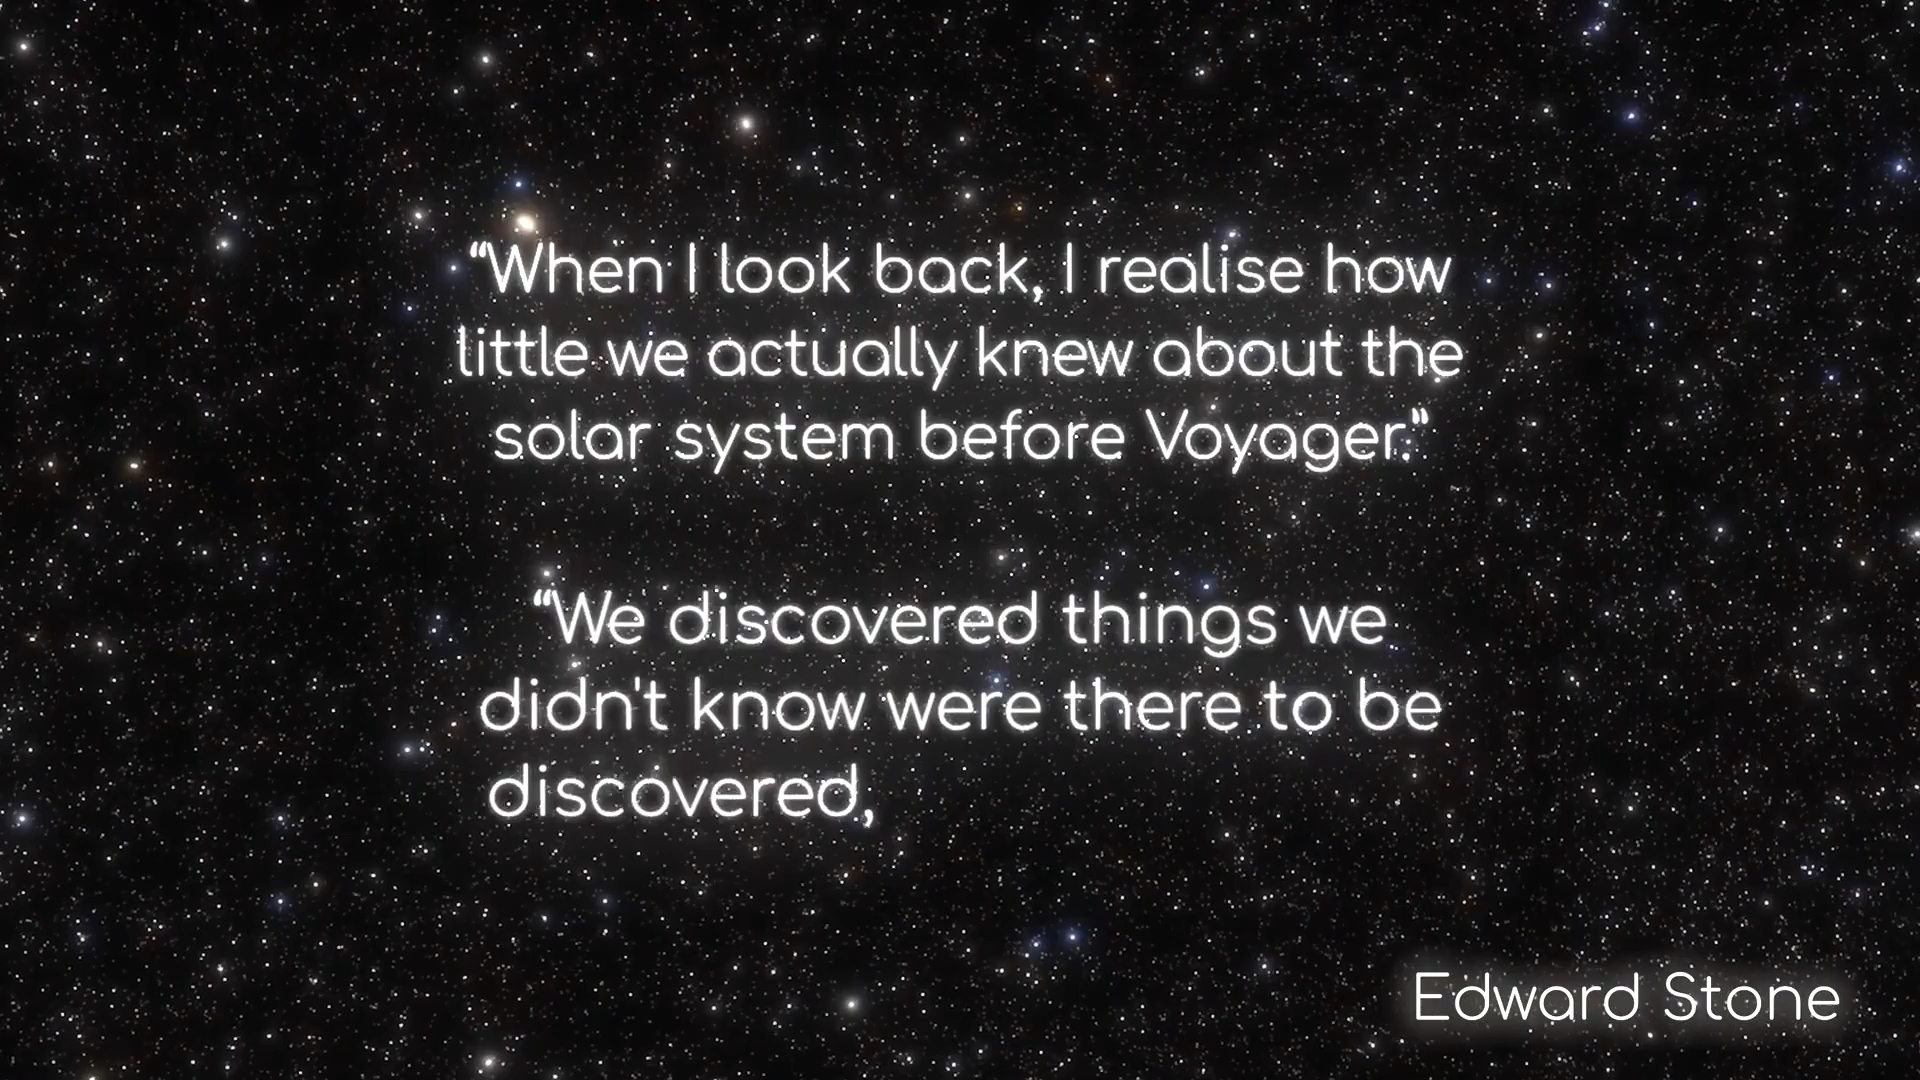 “When I look back, I realise how
little we actually knew about the
solar system before Voyager.”
“We discovered things we
didn't know were there to be
discovered,
Edward Stone